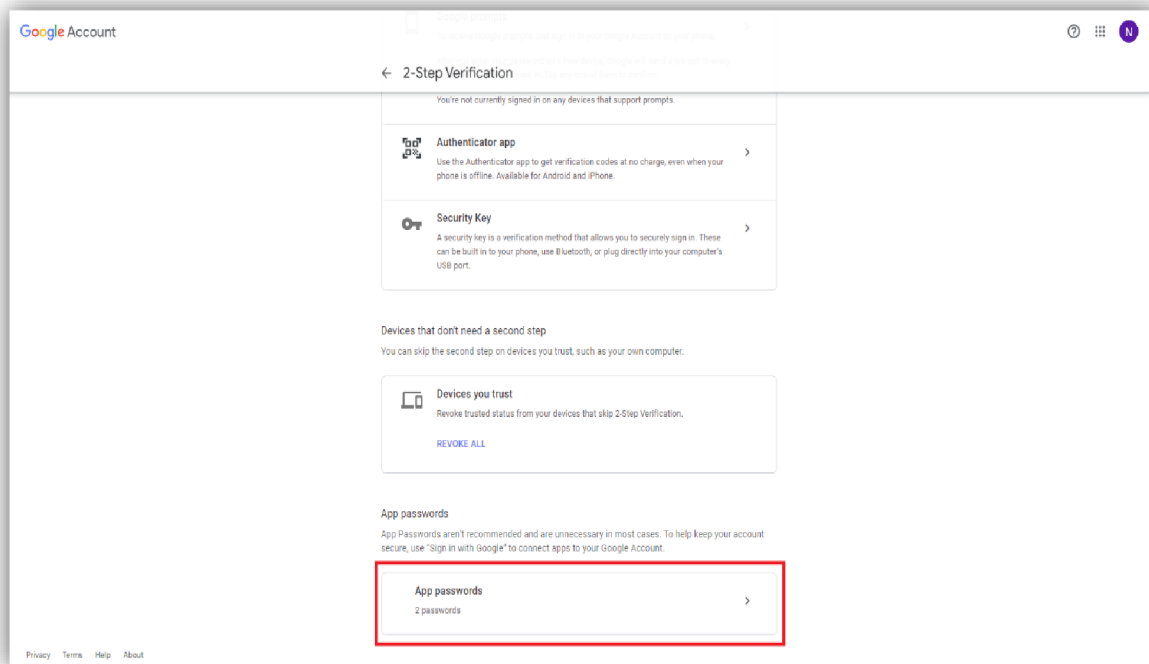 Google prompts
Google Account
N
2-Step Verification
You're not currently signed in on any devices that support prompts.
Authenticator app
Use the Authenticator app to get verification codes at no charge, even when your
phone is offline. Available for Android and iPhone.
Security Key
A security key is a verification method that allows you to securely sign in. These
can be built in to your phone, use Bluetooth, or plug directly into your computer's
USB port.
Devices that don't need a second step
You can skip the second step on devices you trust, such as your own computer.
Devices you trust
Revoke trusted status from your devices that skip 2-Step Verification.
REVOKE ALL
App passwords
App Passwords aren't recommended and are unnecessary in most cases. To help keep your account
secure, use "Sign in with Google" to connect apps to your Google Account.
App passwords
2 passwords
Privacy Terms Help About